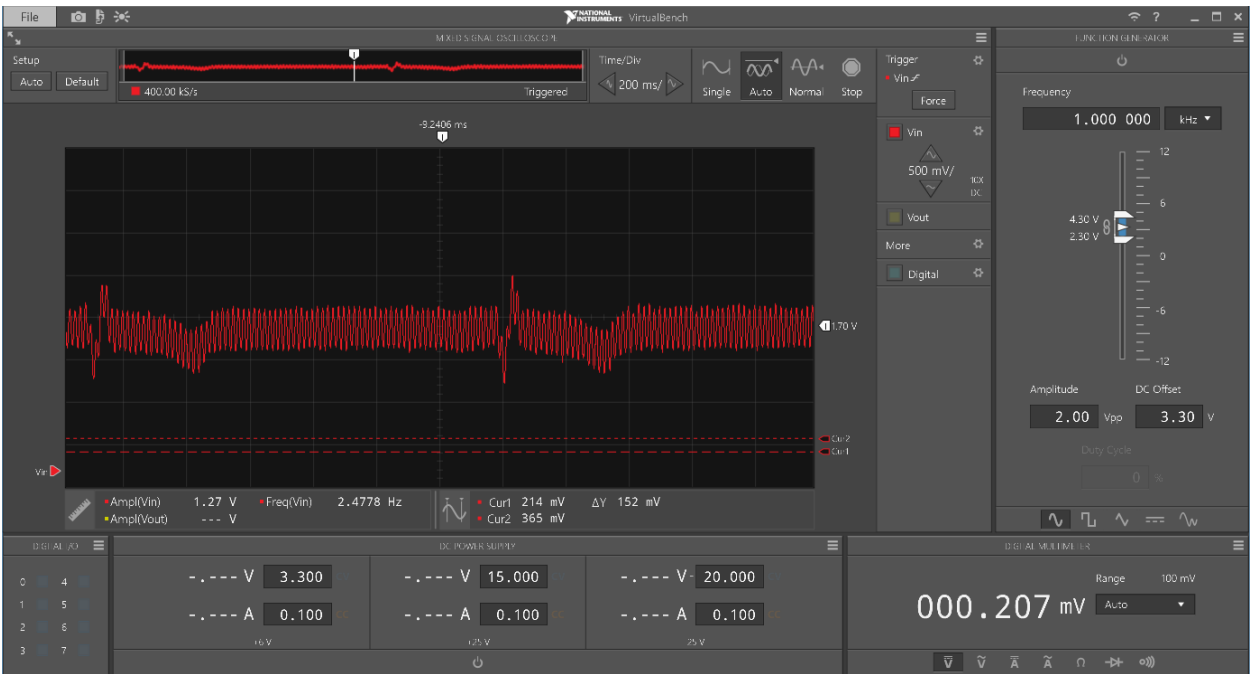 File
NATIONAL INSTRUMENTS VirtualBench
?
MIXED SIGNAL OSCILLOSCOPE
Setup
Auto Default
400.00 kS/s Triggered
Time/Div
200 ms/
Single Auto Normal Stop
-9.2406 ms
1.70 V
Cur2
Cur1
Vin
Ampl(Vin) 1.27 V Freq(Vin) 2.4778 Hz
Ampl(Vout) --- V
Cur1 214 mV ΔY 152 mV
Cur2 365 mV
Trigger
Vin
Force
Vin
500 mV/
10X
DC
Vout
More
Digital
FUNCTION GENERATOR
Frequency
1.000 000 kHz
12
6
4.30 V
2.30 V
0
-6
-12
Amplitude DC Offset
2.00 Vpp 3.30 V
Duty Cycle
0 %
DIGITAL I/O
0 4
1 5
2 6
3 7
DC POWER SUPPLY
-.--- V 3.300 -.--- V 15.000 -.--- V -20.000
-.--- A 0.100 -.--- A 0.100 -.--- A 0.100
+6 V +25 V -25 V
DIGITAL MULTIMETER
Range 100 mV
000.207 mV Auto
V V A A Ω